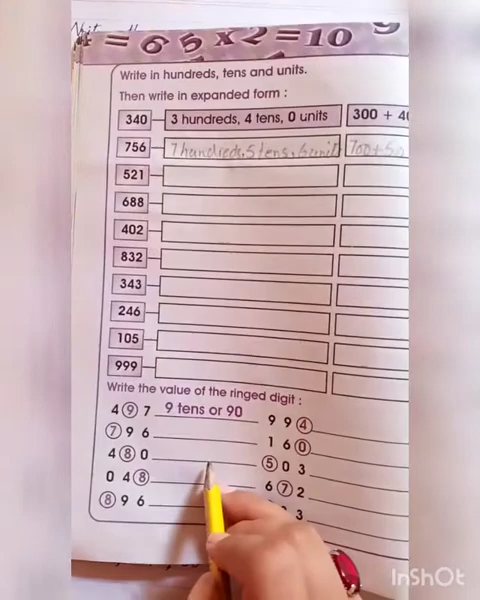 = 6 5 x 2 = 10 9
Write in hundreds, tens and units.
Then write in expanded form :
340 3 hundreds, 4 tens, 0 units 300 + 40
756 7 hundreds, 5 tens, 6 units 700+50
521
688
402
832
343
246
105
999
Write the value of the ringed digit :
4 9 7 9 tens or 90 9 9 4
7 9 6 1 6 0
4 8 0 5 0 3
0 4 8 6 7 2
8 9 6 3
InShOt